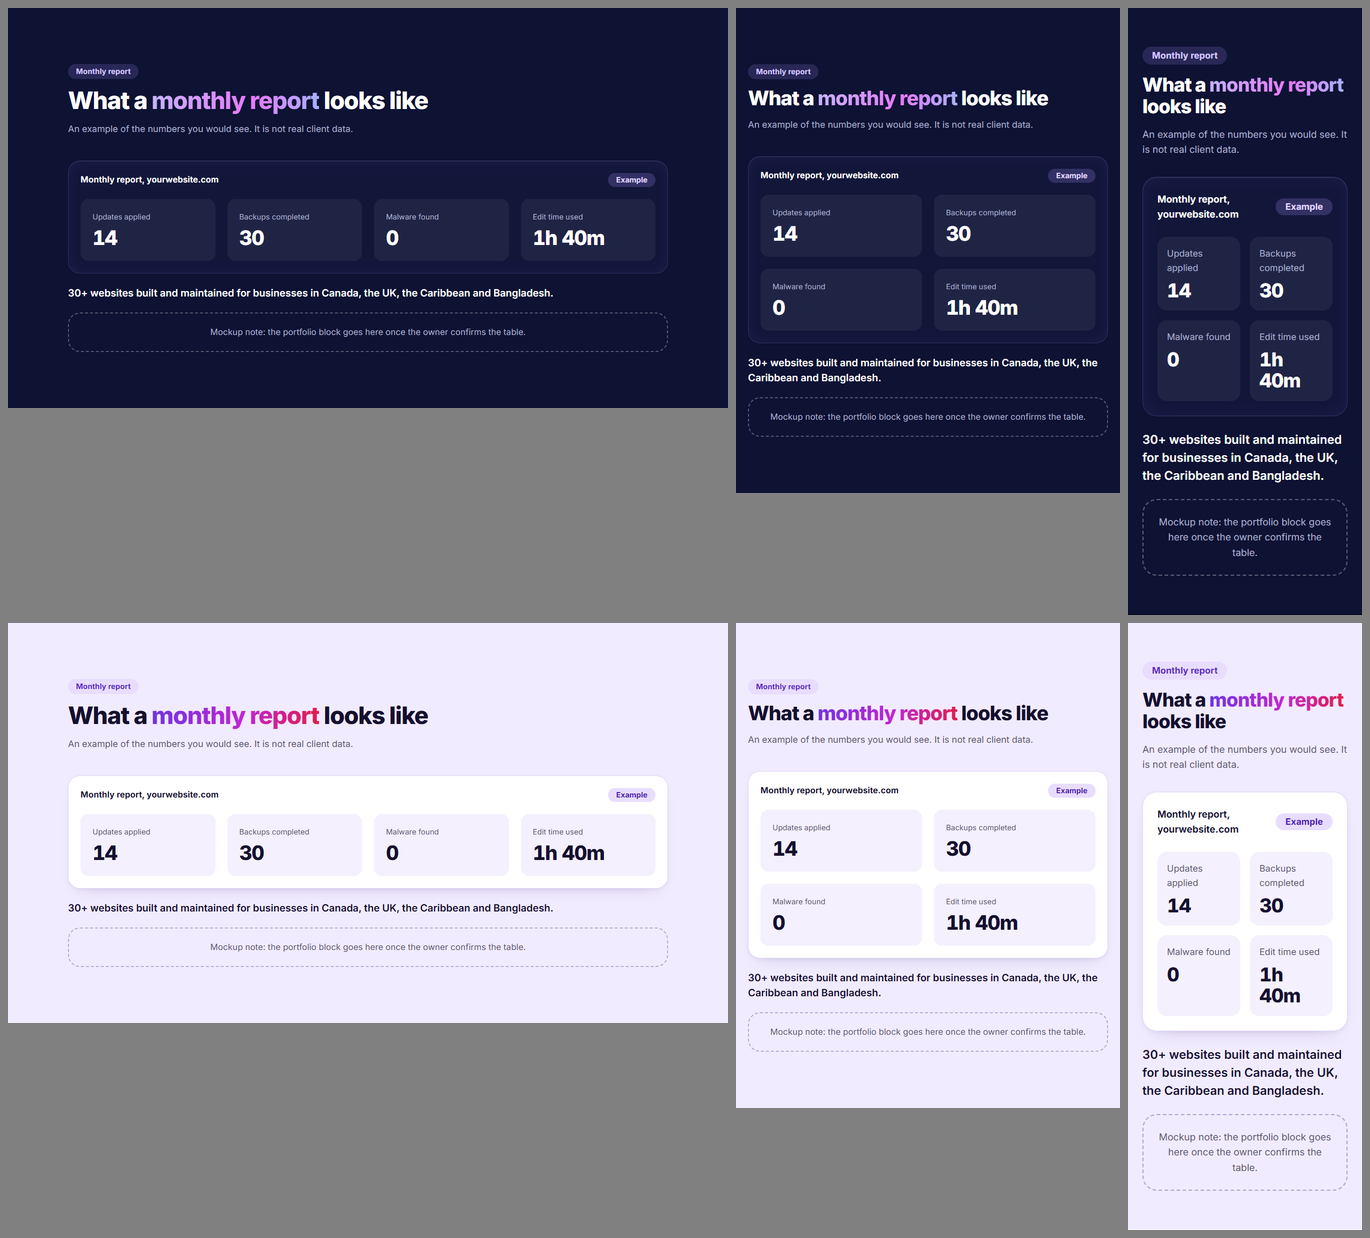 Monthly report
What a monthly report looks like
An example of the numbers you would see. It is not real client data.
Monthly report, yourwebsite.com
Example
Updates applied
14
Backups completed
30
Malware found
0
Edit time used
1h 40m
30+ websites built and maintained for businesses in Canada, the UK, the Caribbean and Bangladesh.
Mockup note: the portfolio block goes here once the owner confirms the table.
Monthly report
What a monthly report looks like
An example of the numbers you would see. It is not real client data.
Monthly report, yourwebsite.com
Example
Updates applied
14
Backups completed
30
Malware found
0
Edit time used
1h 40m
30+ websites built and maintained for businesses in Canada, the UK, the
Caribbean and Bangladesh.
Mockup note: the portfolio block goes here once the owner confirms the table.
Monthly report
What a monthly report
looks like
An example of the numbers you would see. It
is not real client data.
Monthly report,
yourwebsite.com
Example
Updates
applied
14
Backups
completed
30
Malware found
0
Edit time used
1h
40m
30+ websites built and maintained
for businesses in Canada, the UK,
the Caribbean and Bangladesh.
Mockup note: the portfolio block goes
here once the owner confirms the
table.
Monthly report
What a monthly report looks like
An example of the numbers you would see. It is not real client data.
Monthly report, yourwebsite.com
Example
Updates applied
14
Backups completed
30
Malware found
0
Edit time used
1h 40m
30+ websites built and maintained for businesses in Canada, the UK, the Caribbean and Bangladesh.
Mockup note: the portfolio block goes here once the owner confirms the table.
Monthly report
What a monthly report looks like
An example of the numbers you would see. It is not real client data.
Monthly report, yourwebsite.com
Example
Updates applied
14
Backups completed
30
Malware found
0
Edit time used
1h 40m
30+ websites built and maintained for businesses in Canada, the UK, the
Caribbean and Bangladesh.
Mockup note: the portfolio block goes here once the owner confirms the table.
Monthly report
What a monthly report
looks like
An example of the numbers you would see. It
is not real client data.
Monthly report,
yourwebsite.com
Example
Updates
applied
14
Backups
completed
30
Malware found
0
Edit time used
1h
40m
30+ websites built and maintained
for businesses in Canada, the UK,
the Caribbean and Bangladesh.
Mockup note: the portfolio block goes
here once the owner confirms the
table.